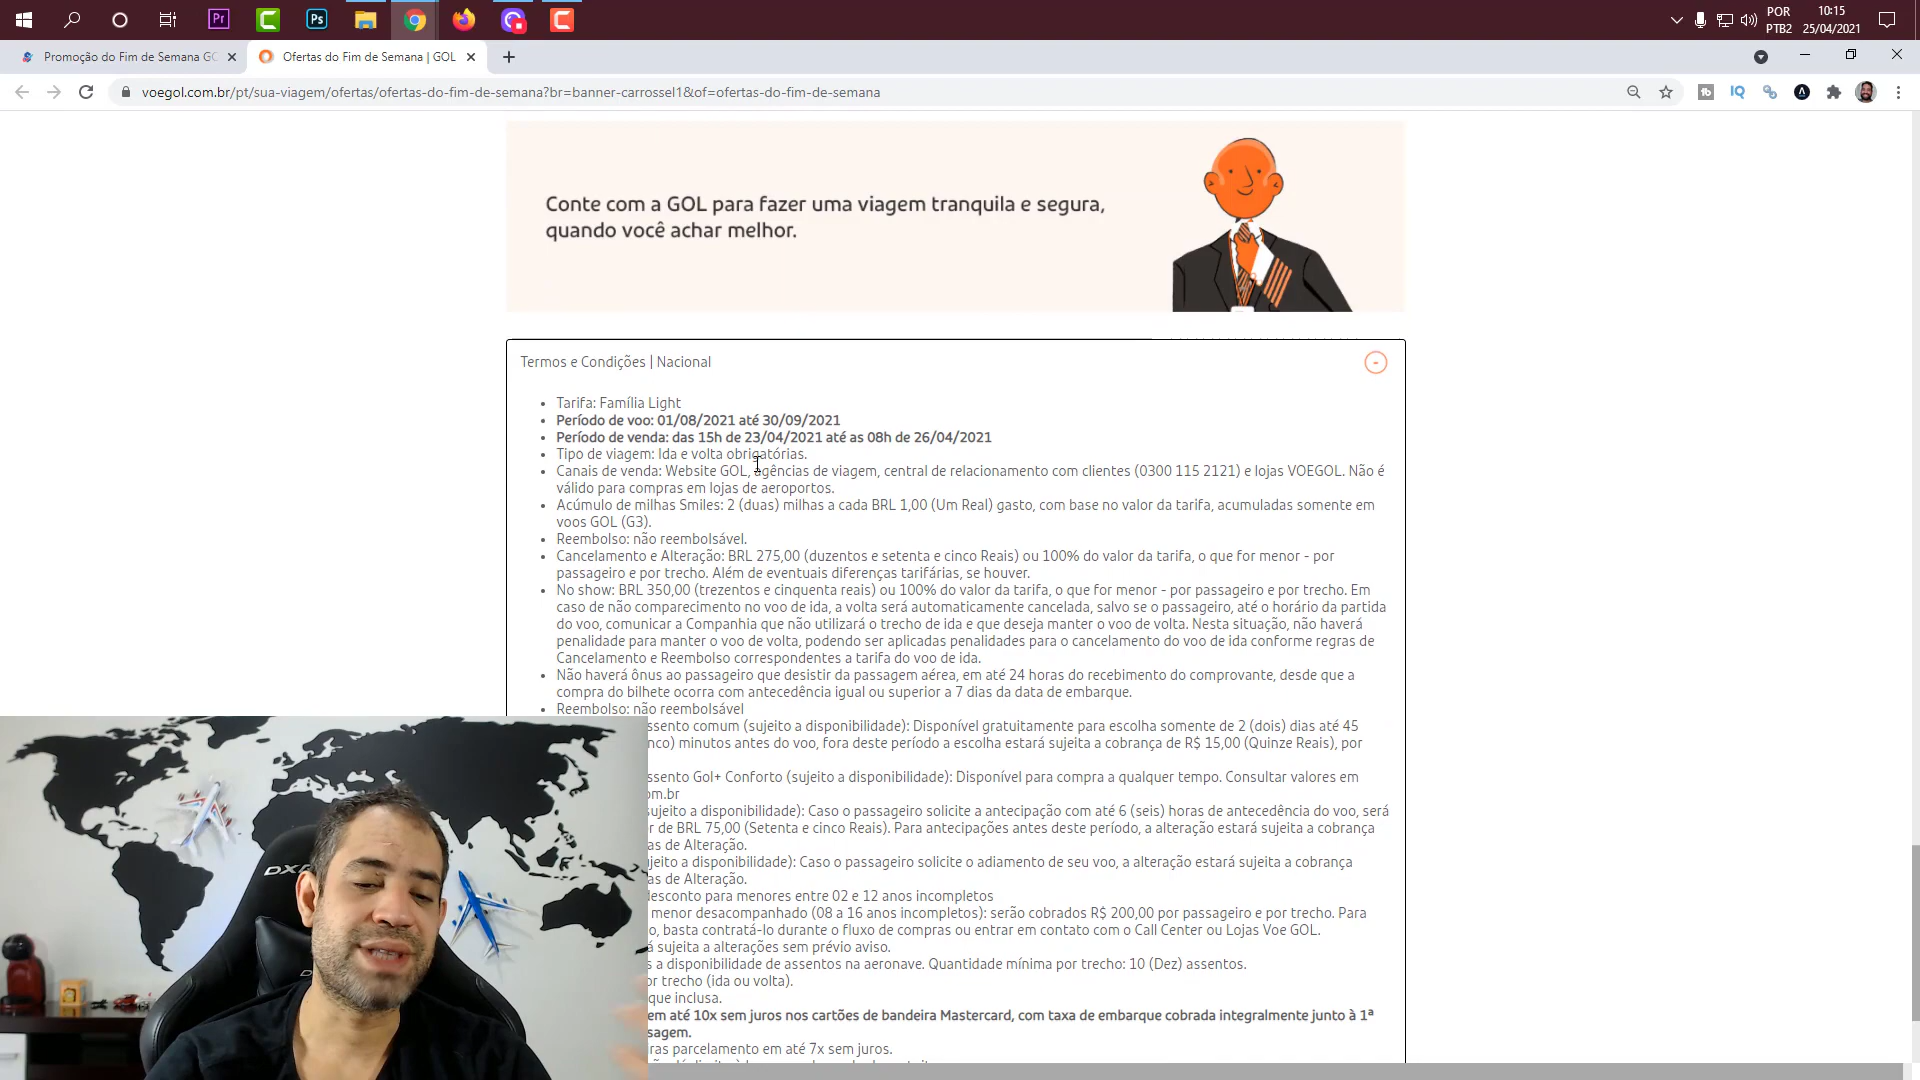 Pr
Ps
POR
PTB2
10:15
25/04/2021
Promoção do Fim de Semana GO
Ofertas do Fim de Semana | GOL
voegol.com.br/pt/sua-viagem/ofertas/ofertas-do-fim-de-semana?br=banner-carrossel1&of=ofertas-do-fim-de-semana
IQ
Conte com a GOL para fazer uma viagem tranquila e segura,
quando você achar melhor.
Termos e Condições | Nacional
Tarifa: Família Light
Período de voo: 01/08/2021 até 30/09/2021
Período de venda: das 15h de 23/04/2021 até as 08h de 26/04/2021
Tipo de viagem: Ida e volta obrigatórias.
Canais de venda: Website GOL, agências de viagem, central de relacionamento com clientes (0300 115 2121) e lojas VOEGOL. Não é
válido para compras em lojas de aeroportos.
Acúmulo de milhas Smiles: 2 (duas) milhas a cada BRL 1,00 (Um Real) gasto, com base no valor da tarifa, acumuladas somente em
voos GOL (G3).
Reembolso: não reembolsável.
Cancelamento e Alteração: BRL 275,00 (duzentos e setenta e cinco Reais) ou 100% do valor da tarifa, o que for menor - por
passageiro e por trecho. Além de eventuais diferenças tarifárias, se houver.
No show: BRL 350,00 (trezentos e cinquenta reais) ou 100% do valor da tarifa, o que for menor - por passageiro e por trecho. Em
caso de não comparecimento no voo de ida, a volta será automaticamente cancelada, salvo se o passageiro, até o horário da partida
do voo, comunicar a Companhia que não utilizará o trecho de ida e que deseja manter o voo de volta. Nesta situação, não haverá
penalidade para manter o voo de volta, podendo ser aplicadas penalidades para o cancelamento do voo de ida conforme regras de
Cancelamento e Reembolso correspondentes a tarifa do voo de ida.
Não haverá ônus ao passageiro que desistir da passagem aérea, em até 24 horas do recebimento do comprovante, desde que a
compra do bilhete ocorra com antecedência igual ou superior a 7 dias da data de embarque.
Reembolso: não reembolsável
ssento comum (sujeito a disponibilidade): Disponível gratuitamente para escolha somente de 2 (dois) dias até 45
nco) minutos antes do voo, fora deste período a escolha estará sujeita a cobrança de R$ 15,00 (Quinze Reais), por
ssento Gol+ Conforto (sujeito a disponibilidade): Disponível para compra a qualquer tempo. Consultar valores em
om.br
sujeito a disponibilidade): Caso o passageiro solicite a antecipação com até 6 (seis) horas de antecedência do voo, será
r de BRL 75,00 (Setenta e cinco Reais). Para antecipações antes deste período, a alteração estará sujeita a cobrança
as de Alteração.
jeito a disponibilidade): Caso o passageiro solicite o adiamento de seu voo, a alteração estará sujeita a cobrança
as de Alteração.
desconto para menores entre 02 e 12 anos incompletos
menor desacompanhado (08 a 16 anos incompletos): serão cobrados R$ 200,00 por passageiro e por trecho. Para
o, basta contratá-lo durante o fluxo de compras ou entrar em contato com o Call Center ou Lojas Voe GOL.
á sujeita a alterações sem prévio aviso.
s a disponibilidade de assentos na aeronave. Quantidade mínima por trecho: 10 (Dez) assentos.
or trecho (ida ou volta).
que inclusa.
em até 10x sem juros nos cartões de bandeira Mastercard, com taxa de embarque cobrada integralmente junto à 1ª
sagem.
ras parcelamento em até 7x sem juros.